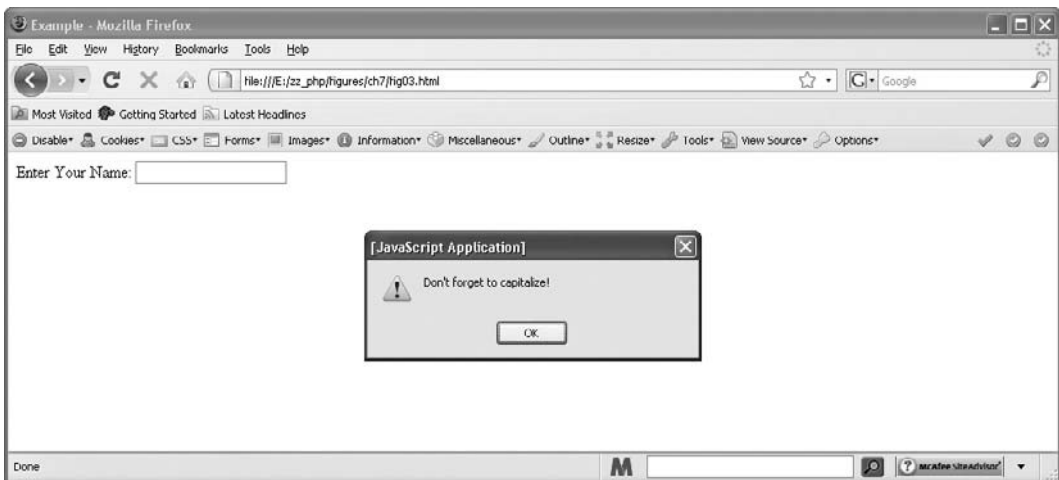 Example - Mozilla Firefox
File Edit View History Bookmarks Tools Help
file:///E:/zz_php/figures/ch7/fig03.html
G Google
Most Visited Getting Started Latest Headlines
Disable Cookies CSS Forms Images Information Miscellaneous Outline Resize Tools View Source Options
Enter Your Name:
[JavaScript Application]
Don't forget to capitalize!
OK
Done
M
McAfee SiteAdvisor